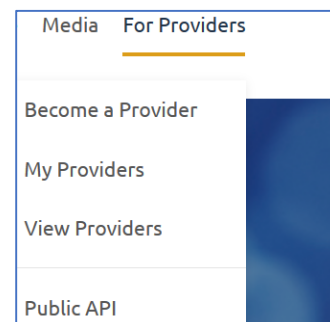 Media For Providers
Become a Provider
My Providers
View Providers
Public API